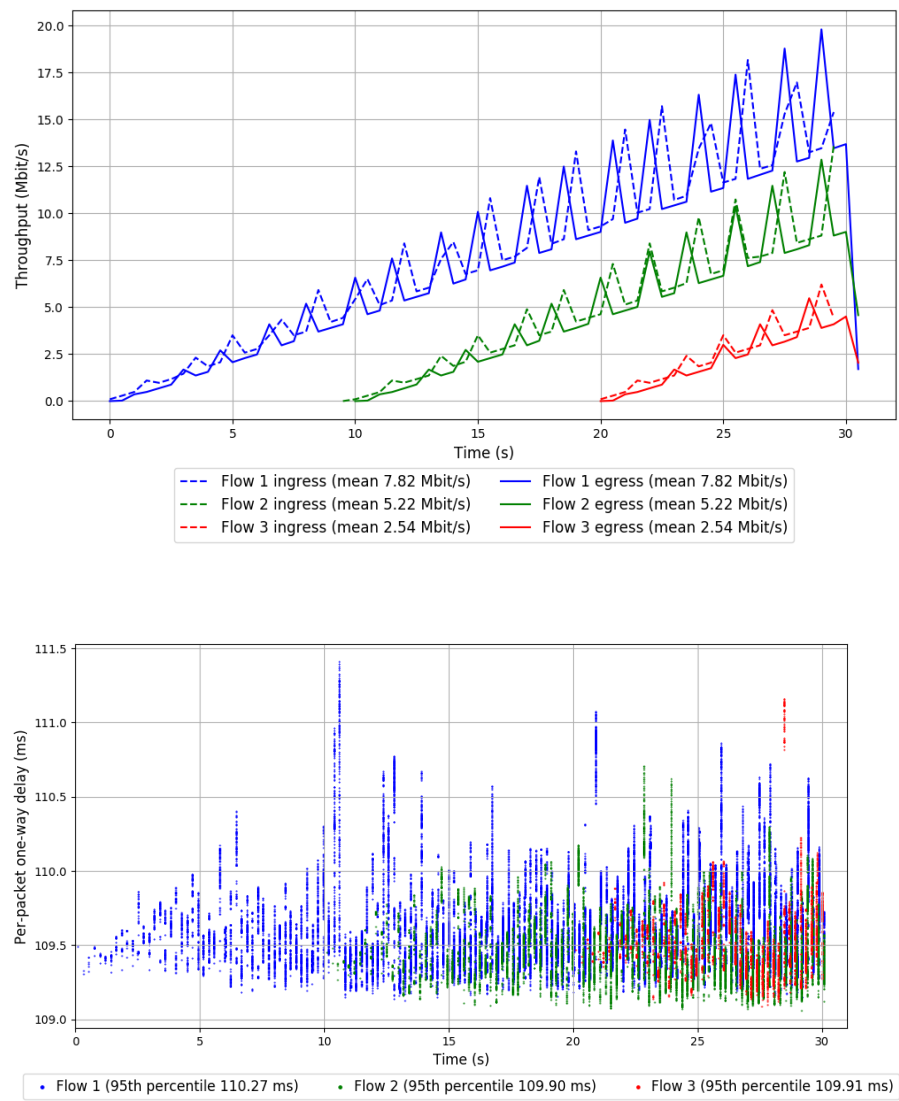 20.0
17.5
15.0
12.5
10.0
7.5
5.0
2.5
0.0
Throughput (Mbit/s)
0 5 10 15 20 25 30
Time (s)
Flow 1 ingress (mean 7.82 Mbit/s) Flow 1 egress (mean 7.82 Mbit/s)
Flow 2 ingress (mean 5.22 Mbit/s) Flow 2 egress (mean 5.22 Mbit/s)
Flow 3 ingress (mean 2.54 Mbit/s) Flow 3 egress (mean 2.54 Mbit/s)
111.5
111.0
110.5
110.0
109.5
109.0
Per-packet one-way delay (ms)
0 5 10 15 20 25 30
Time (s)
Flow 1 (95th percentile 110.27 ms) Flow 2 (95th percentile 109.90 ms) Flow 3 (95th percentile 109.91 ms)